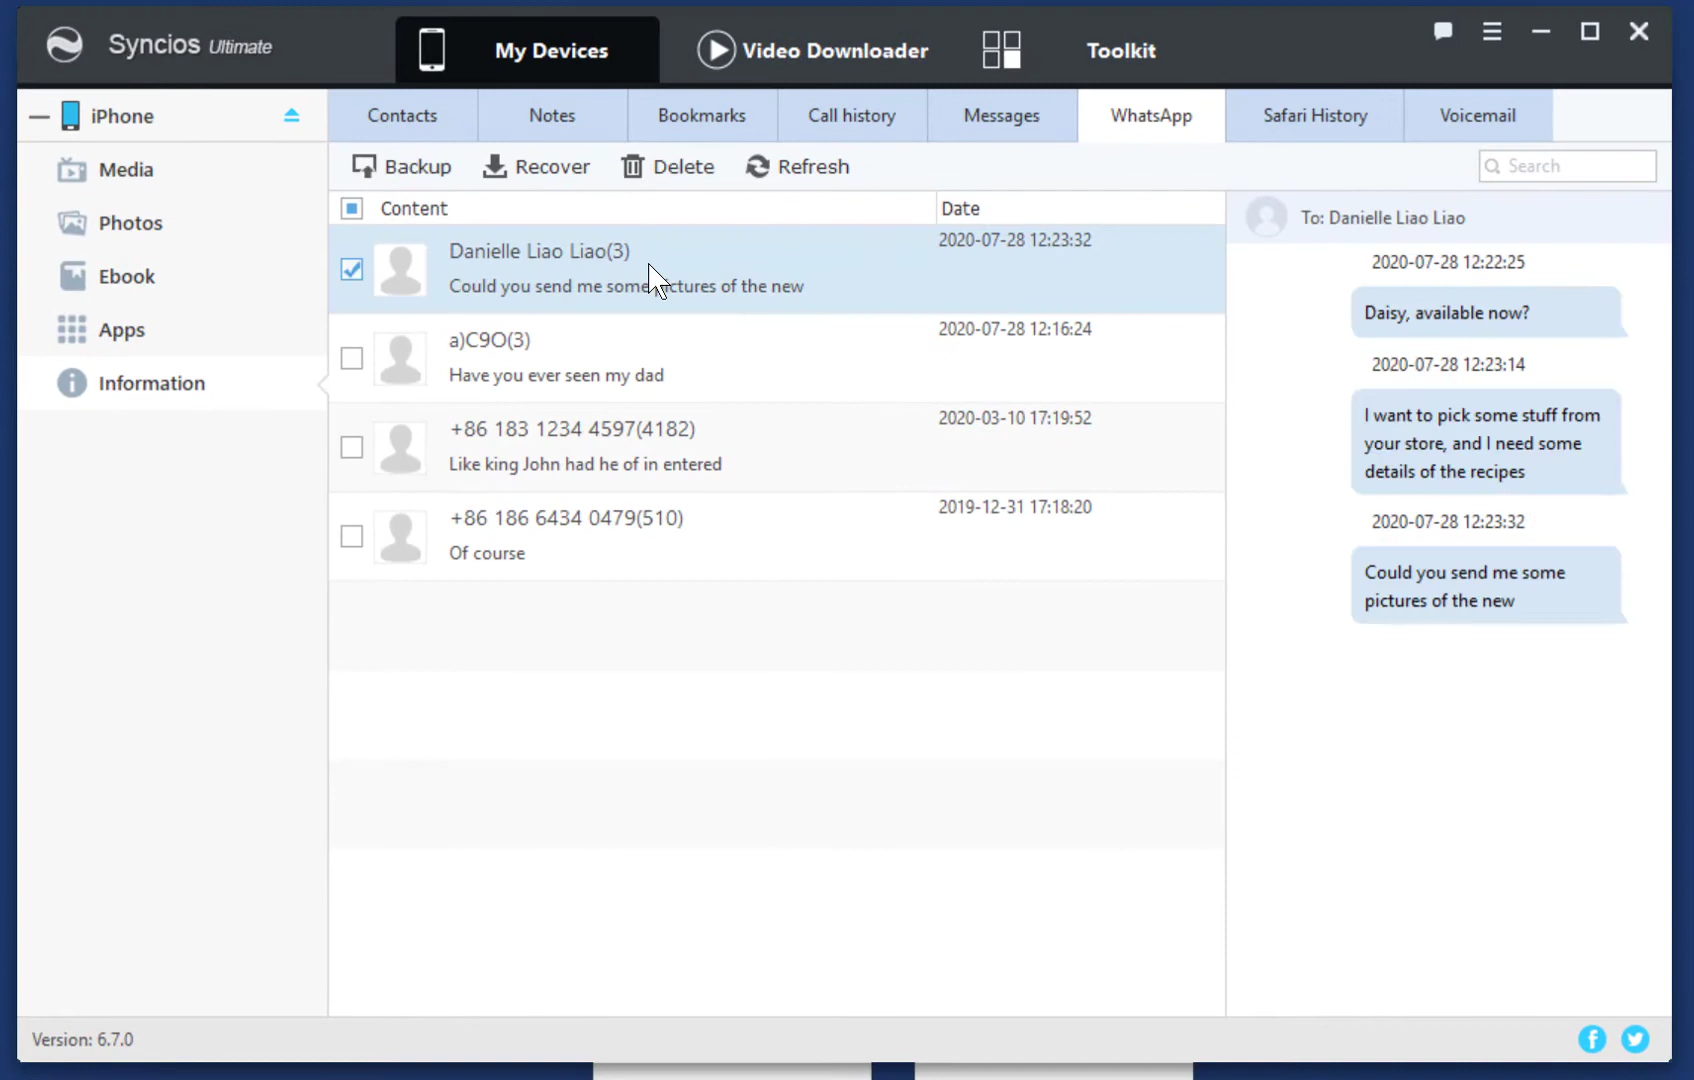 Syncios Ultimate
My Devices
Video Downloader
Toolkit
iPhone
Contacts
Notes
Bookmarks
Call history
Messages
WhatsApp
Safari History
Voicemail
Media
Photos
Ebook
Apps
Information
Backup
Recover
Delete
Refresh
Search
Content
Date
Danielle Liao Liao(3)
2020-07-28 12:23:32
Could you send me some pictures of the new
a)C9O(3)
2020-07-28 12:16:24
Have you ever seen my dad
+86 183 1234 4597(4182)
2020-03-10 17:19:52
Like king John had he of in entered
+86 186 6434 0479(510)
2019-12-31 17:18:20
Of course
To: Danielle Liao Liao
2020-07-28 12:22:25
Daisy, available now?
2020-07-28 12:23:14
I want to pick some stuff from
your store, and I need some
details of the recipes
2020-07-28 12:23:32
Could you send me some
pictures of the new
Version: 6.7.0